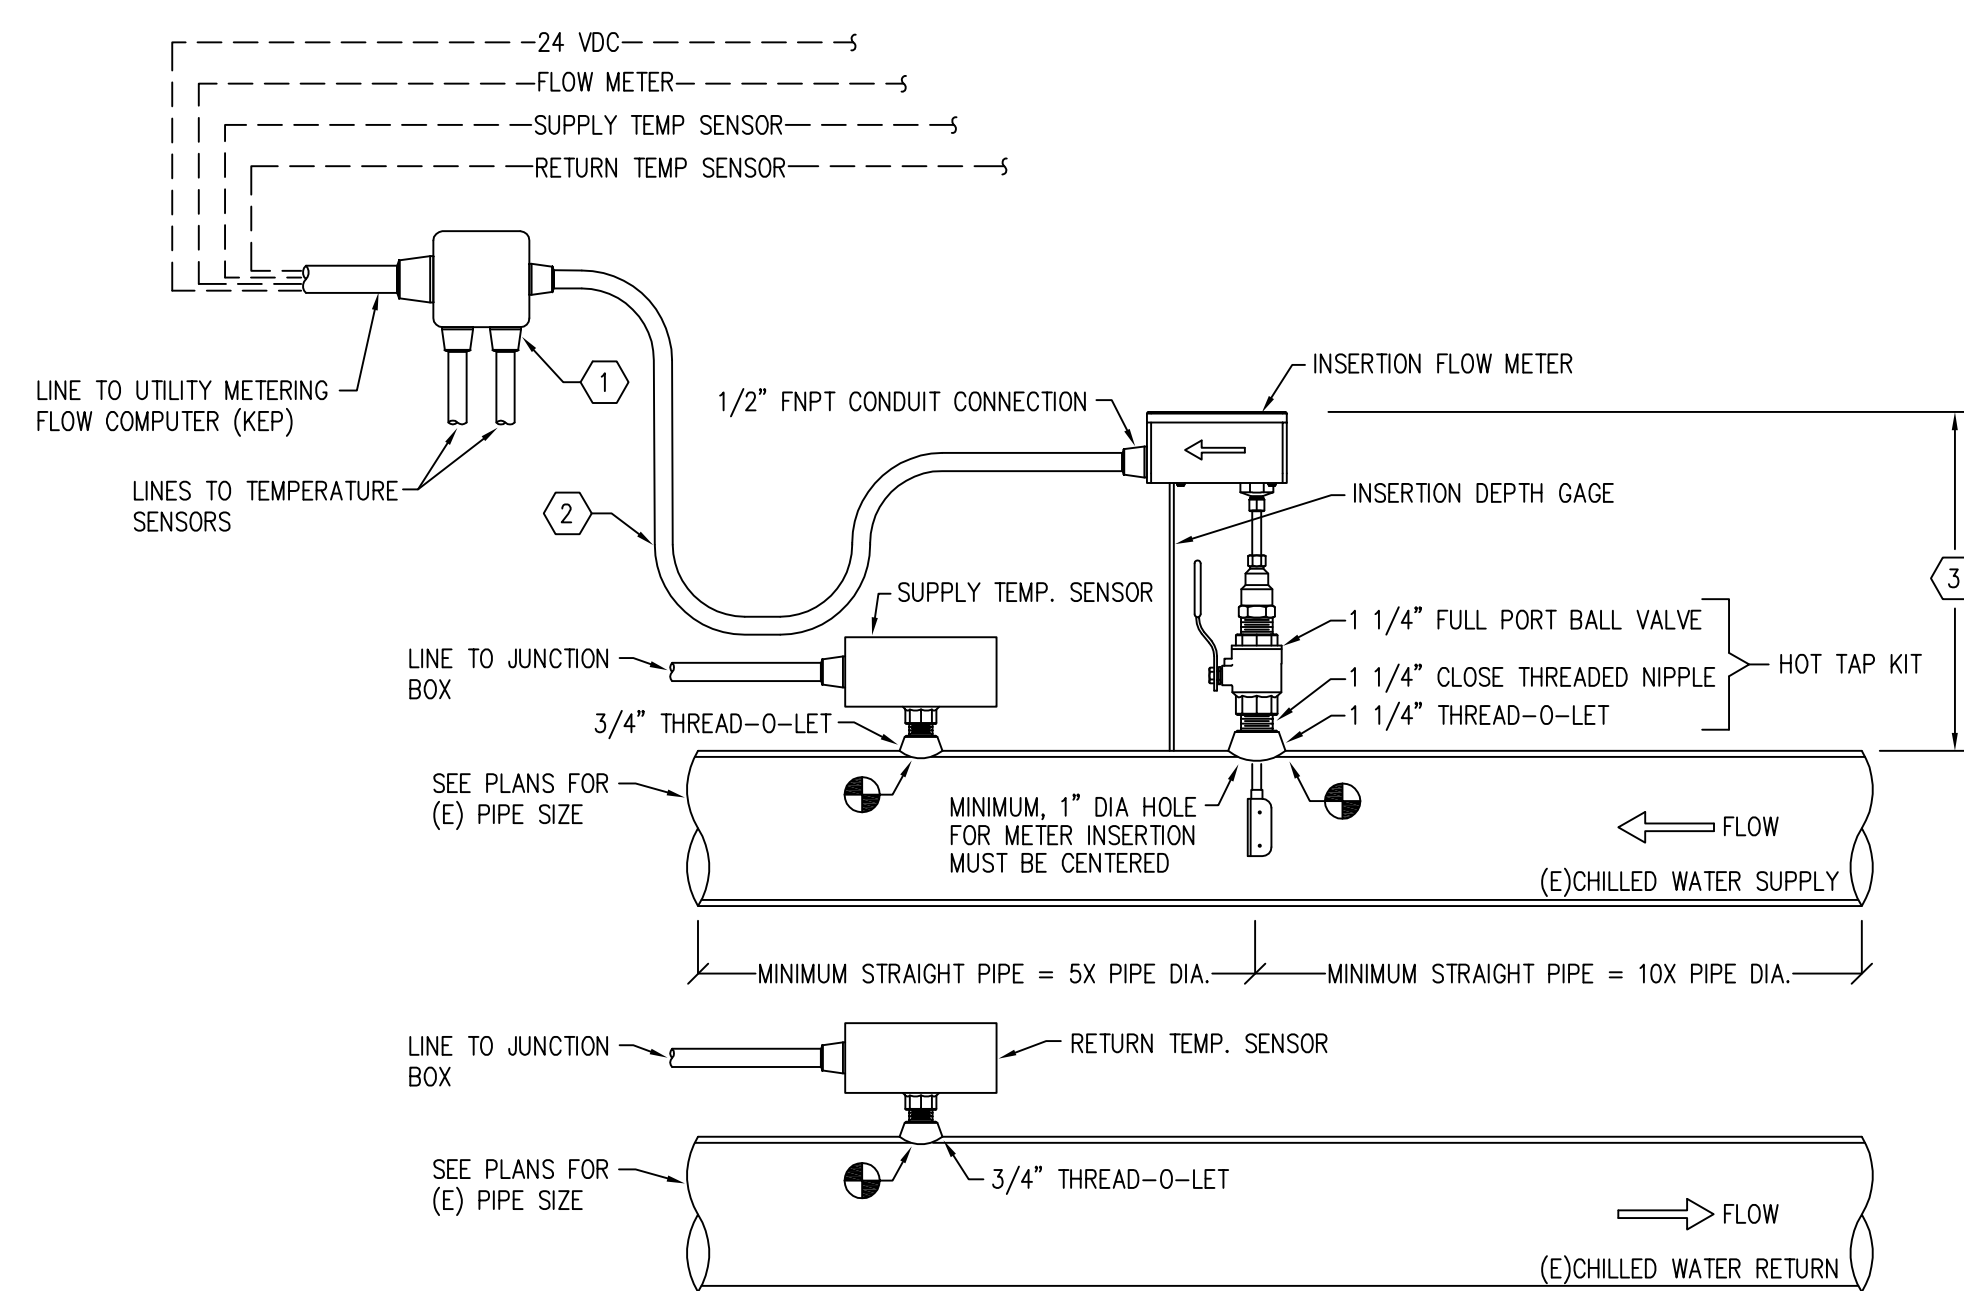 24 VDC
FLOW METER
SUPPLY TEMP SENSOR
RETURN TEMP SENSOR
LINE TO UTILITY METERING
FLOW COMPUTER (KEP)
1
LINES TO TEMPERATURE
SENSORS
2
1/2" FNPT CONDUIT CONNECTION
INSERTION FLOW METER
INSERTION DEPTH GAGE
3
SUPPLY TEMP. SENSOR
1 1/4" FULL PORT BALL VALVE
1 1/4" CLOSE THREADED NIPPLE
1 1/4" THREAD-O-LET
HOT TAP KIT
LINE TO JUNCTION
BOX
3/4" THREAD-O-LET
SEE PLANS FOR
(E) PIPE SIZE
MINIMUM, 1" DIA HOLE
FOR METER INSERTION
MUST BE CENTERED
FLOW
(E)CHILLED WATER SUPPLY
MINIMUM STRAIGHT PIPE = 5X PIPE DIA.
MINIMUM STRAIGHT PIPE = 10X PIPE DIA.
LINE TO JUNCTION
BOX
RETURN TEMP. SENSOR
SEE PLANS FOR
(E) PIPE SIZE
3/4" THREAD-O-LET
FLOW
(E)CHILLED WATER RETURN